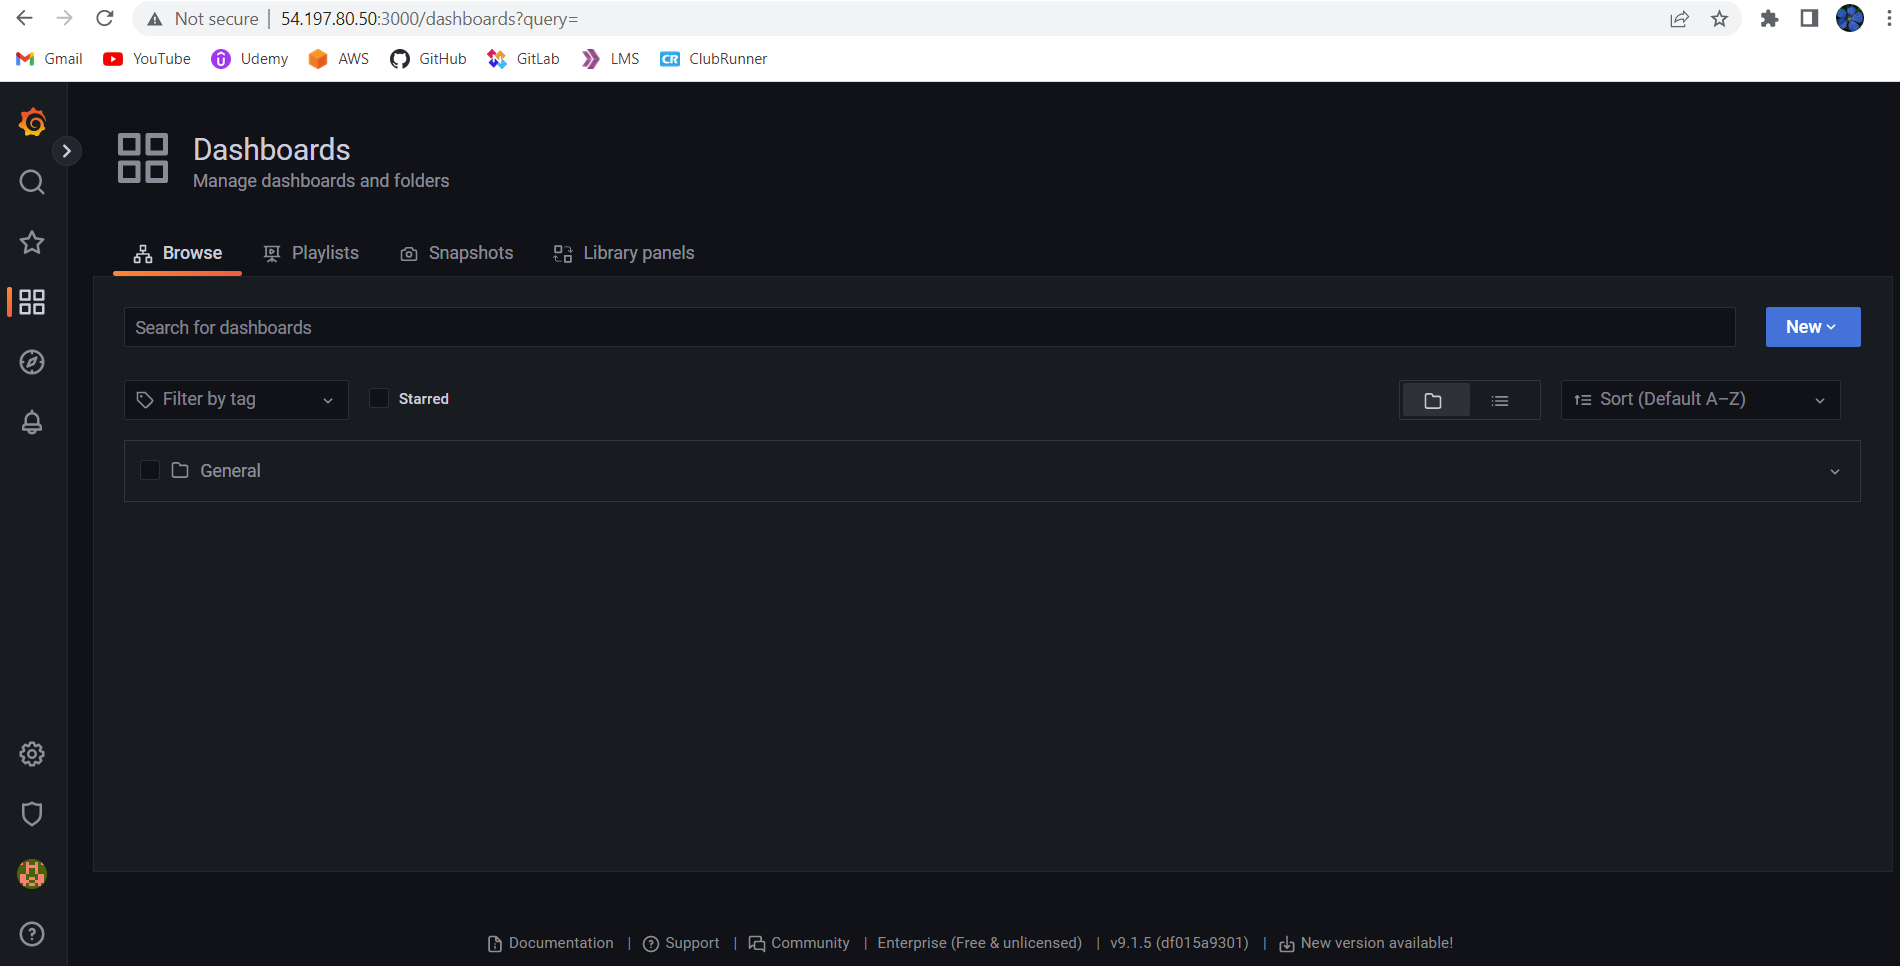 Not secure | 54.197.80.50:3000/dashboards?query=
Gmail YouTube Udemy AWS GitHub GitLab LMS CR ClubRunner
Dashboards
Manage dashboards and folders
Browse Playlists Snapshots Library panels
Search for dashboards New
Filter by tag Starred Sort (Default A–Z)
General
Documentation | Support | Community | Enterprise (Free & unlicensed) | v9.1.5 (df015a9301) | New version available!